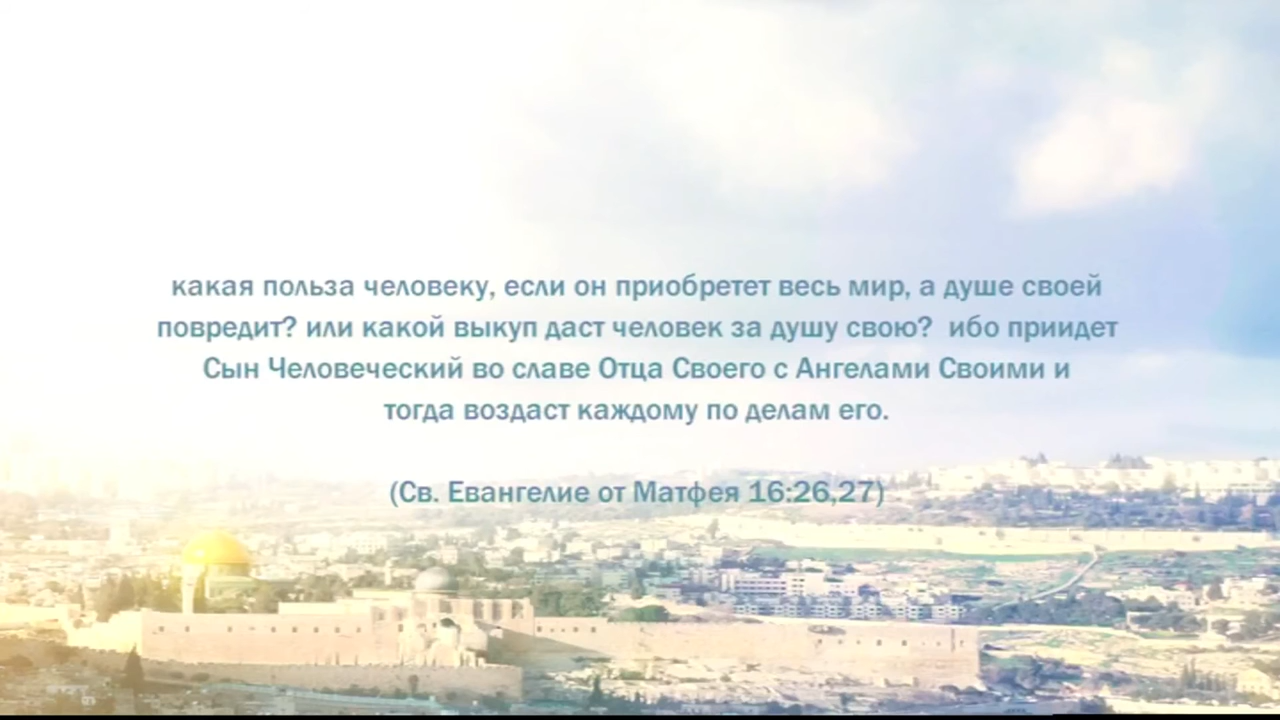 какая польза человеку, если он приобретет весь мир, а душе своей
повредит? или какой выкуп даст человек за душу свою?  ибо приидет
Сын Человеческий во славе Отца Своего с Ангелами Своими и
тогда воздаст каждому по делам его.
(Св. Евангелие от Матфея 16:26,27)